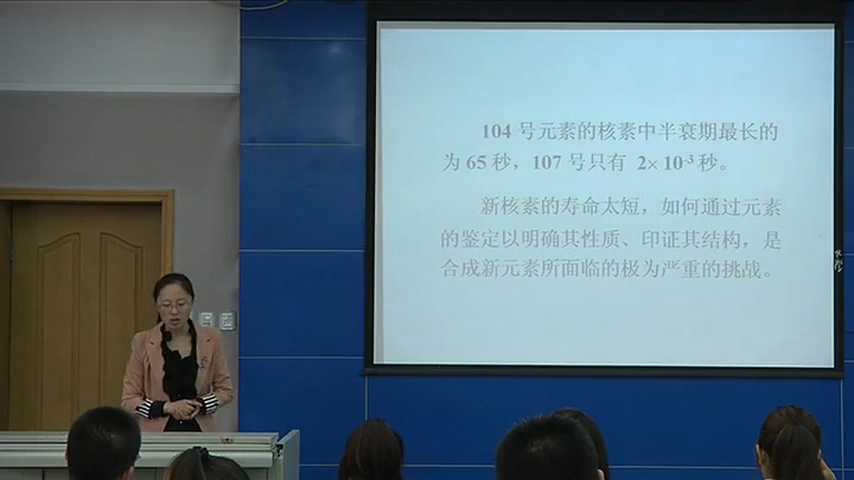 104 号元素的核素中半衰期最长的
为 65 秒，107 号只有 2× 10-3 秒。
新核素的寿命太短，如何通过元素
的鉴定以明确其性质、印证其结构，是
合成新元素所面临的极为严重的挑战。